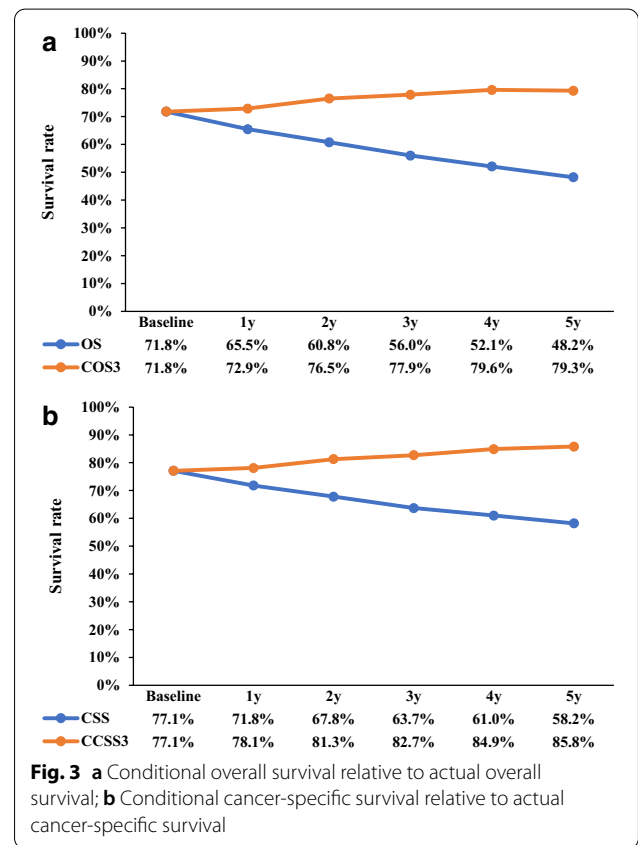 a
90%
80%
70%
60%
50%
40%
30%
20%
10%
0%
Survival rate
Baseline 1y 2y 3y 4y 5y
OS 71.8% 65.5% 60.8% 56.0% 52.1% 48.2%
COS3 71.8% 72.9% 76.5% 77.9% 79.6% 79.3%
b
100%
90%
80%
70%
60%
50%
40%
30%
20%
10%
0%
Survival rate
Baseline 1y 2y 3y 4y 5y
CSS 77.1% 71.8% 67.8% 63.7% 61.0% 58.2%
CCSS3 77.1% 78.1% 81.3% 82.7% 84.9% 85.8%
Fig. 3 a Conditional overall survival relative to actual overall
survival; b Conditional cancer-specific survival relative to actual
cancer-specific survival